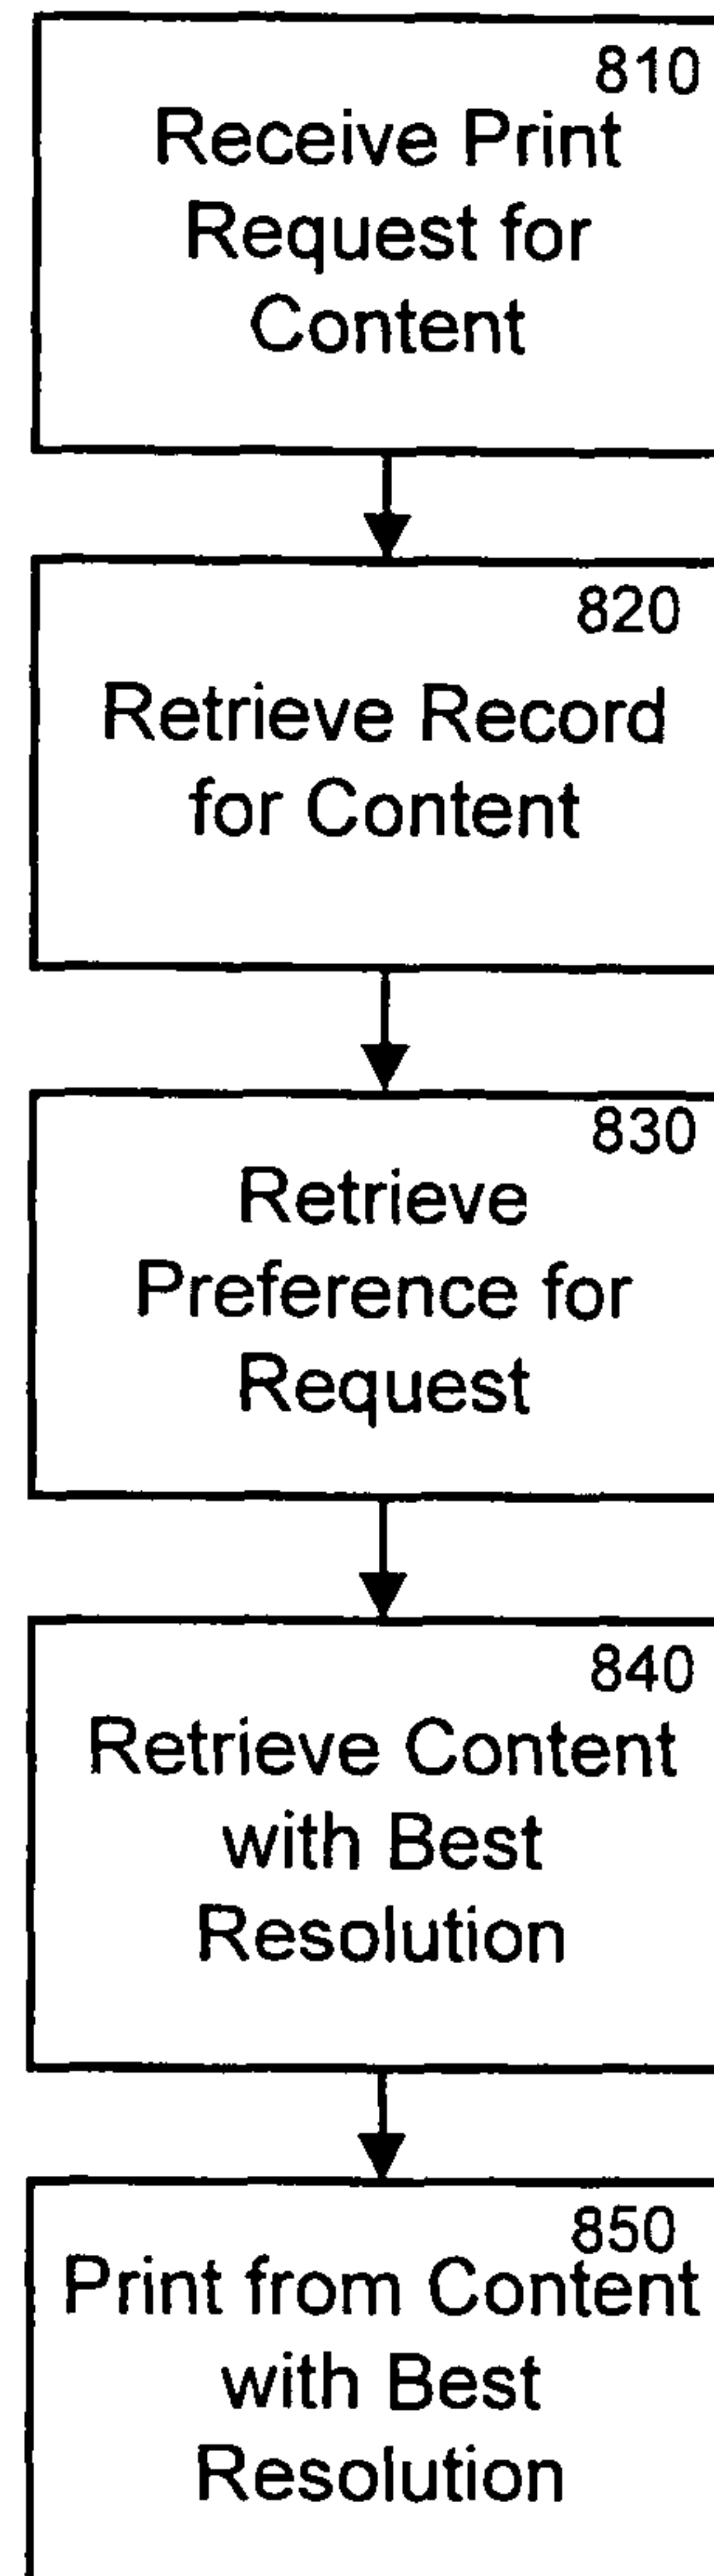 810
Receive Print
Request for
Content
820
Retrieve Record
for Content
830
Retrieve
Preference for
Request
840
Retrieve Content
with Best
Resolution
850
Print from Content
with Best
Resolution